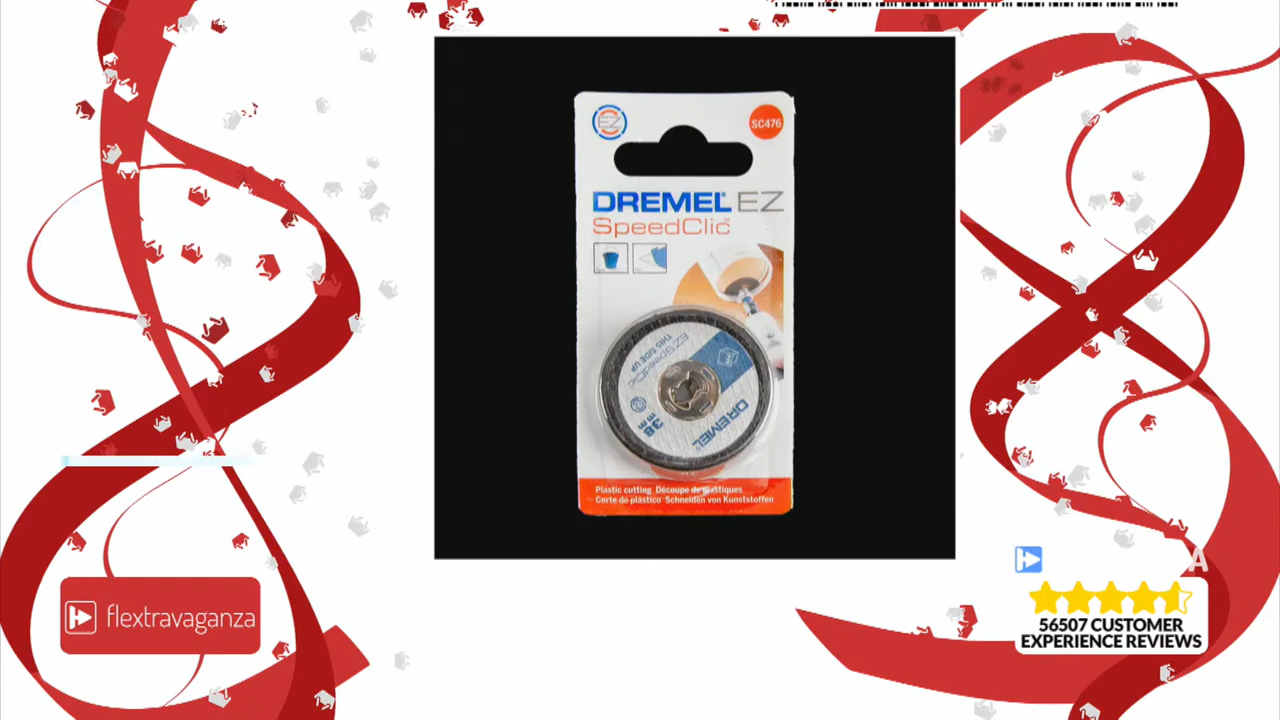 EZ
SC476
DREMEL EZ
SpeedClic
EZ SpeedClic
THIS SIDE UP
38 mm
DREMEL
Plastic cutting Découpe de plastiques
Corte de plástico Schneiden von Kunststoffen
flextravaganza
A
56507 CUSTOMER
EXPERIENCE REVIEWS